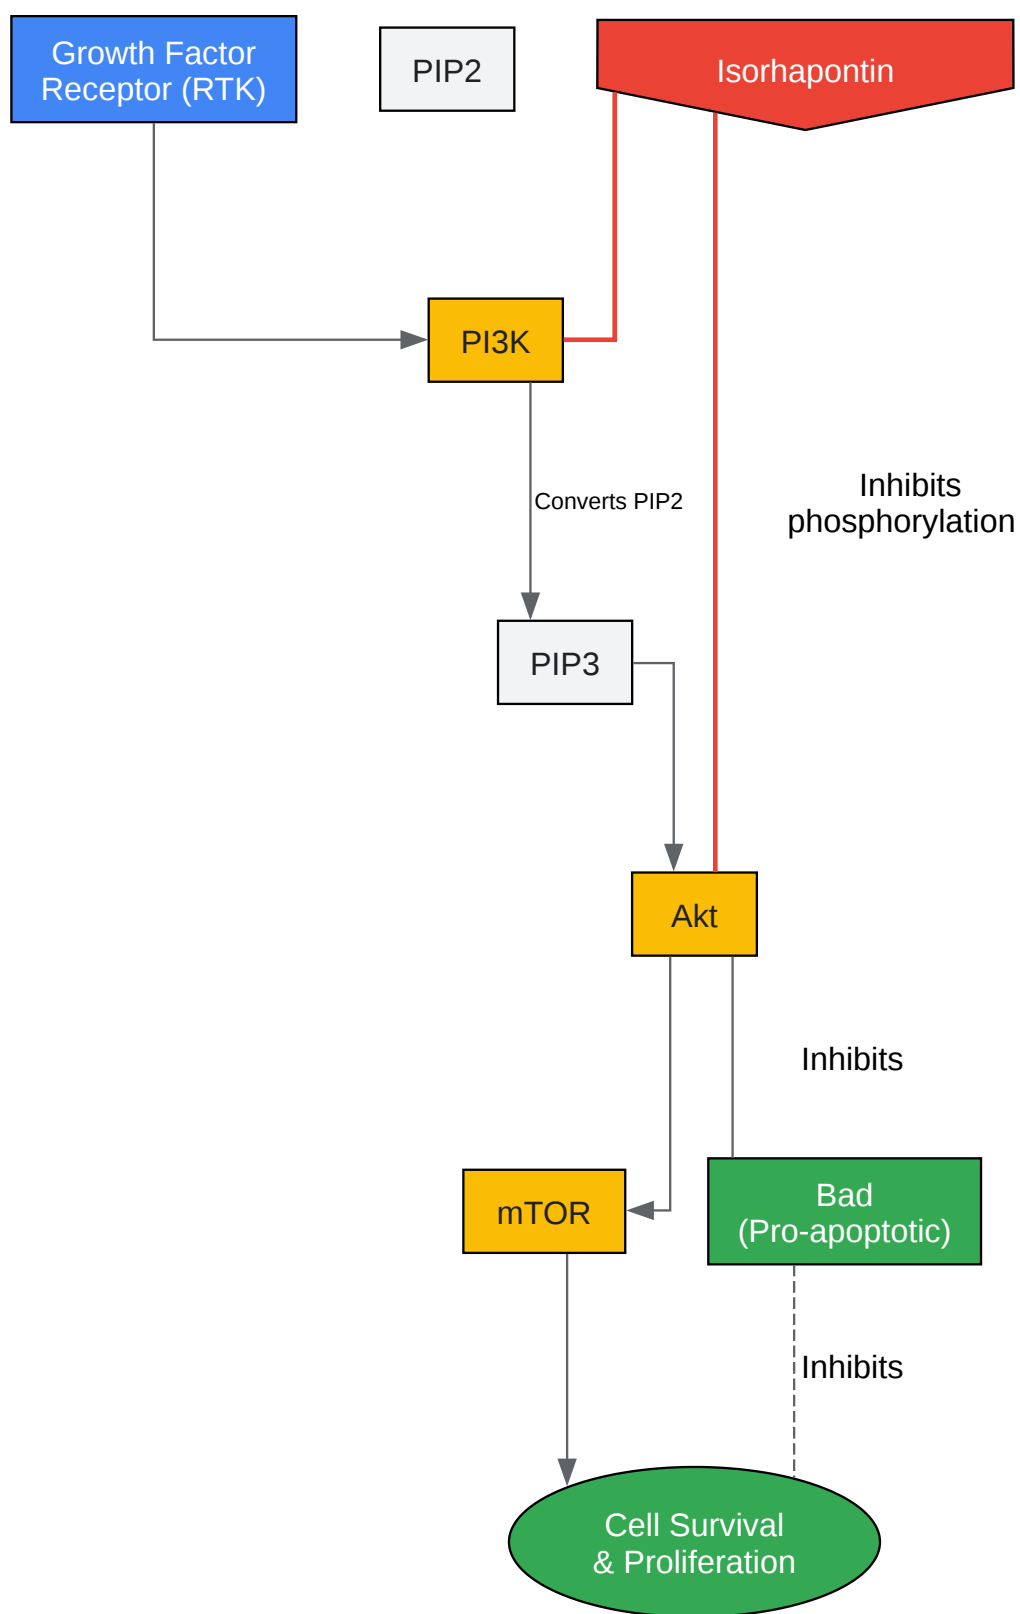 Growth Factor
Receptor (RTK)
PIP2
Isorhapontin
PI3K
Inhibits
phosphorylation
Converts PIP2
PIP3
Akt
Inhibits
mTOR
Bad
(Pro-apoptotic)
Inhibits
Cell Survival
& Proliferation